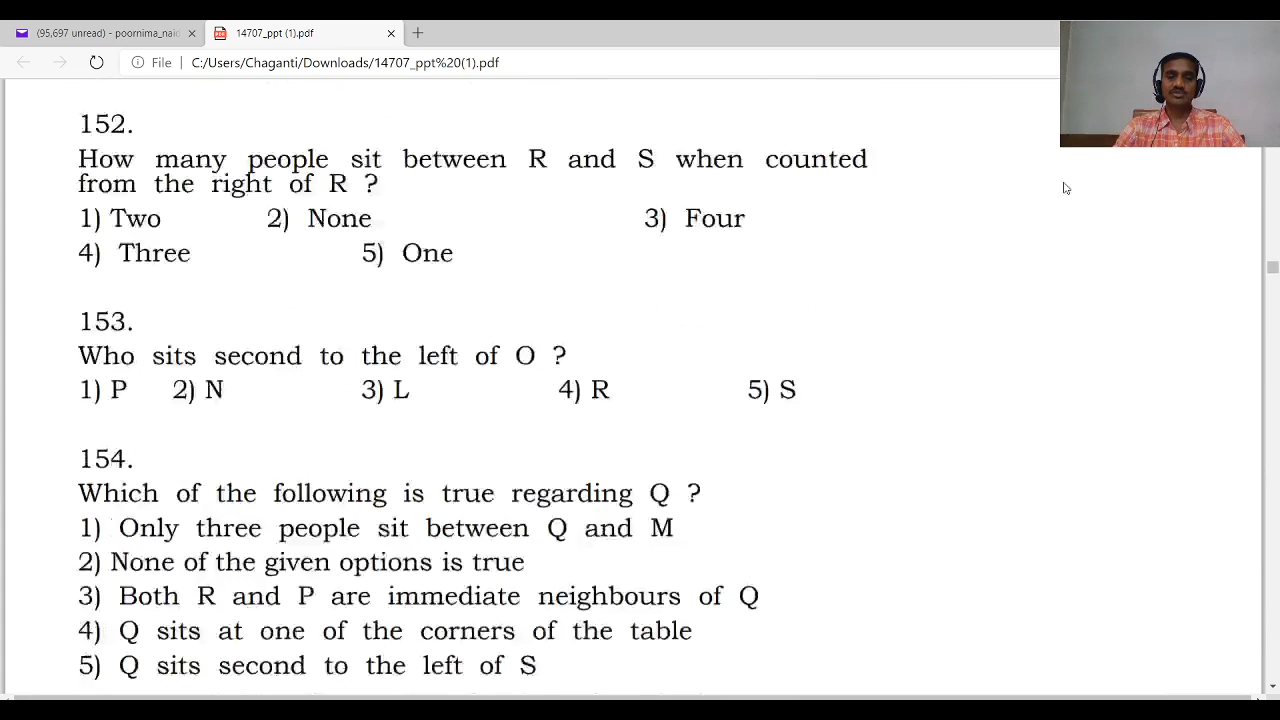 (95,697 unread) - poornima_naid
14707_ppt (1).pdf
File
C:/Users/Chaganti/Downloads/14707_ppt%20(1).pdf
152.
How many people sit between R and S when counted
from the right of R ?
1) Two 2) None 3) Four
4) Three 5) One
153.
Who sits second to the left of O ?
1) P 2) N 3) L 4) R 5) S
154.
Which of the following is true regarding Q ?
1) Only three people sit between Q and M
2) None of the given options is true
3) Both R and P are immediate neighbours of Q
4) Q sits at one of the corners of the table
5) Q sits second to the left of S